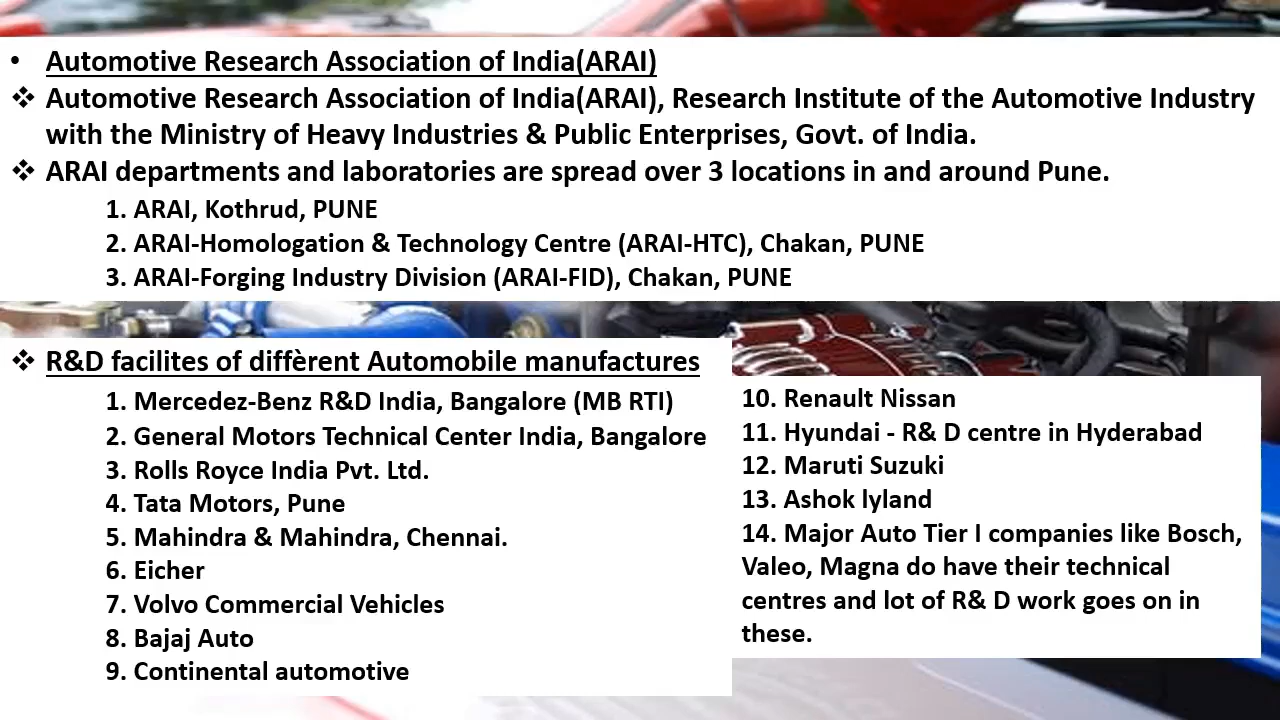 • Automotive Research Association of India(ARAI)
❖ Automotive Research Association of India(ARAI), Research Institute of the Automotive Industry
with the Ministry of Heavy Industries & Public Enterprises, Govt. of India.
❖ ARAI departments and laboratories are spread over 3 locations in and around Pune.
1. ARAI, Kothrud, PUNE
2. ARAI-Homologation & Technology Centre (ARAI-HTC), Chakan, PUNE
3. ARAI-Forging Industry Division (ARAI-FID), Chakan, PUNE
❖ R&D facilites of diffèrent Automobile manufactures
1. Mercedez-Benz R&D India, Bangalore (MB RTI)
2. General Motors Technical Center India, Bangalore
3. Rolls Royce India Pvt. Ltd.
4. Tata Motors, Pune
5. Mahindra & Mahindra, Chennai.
6. Eicher
7. Volvo Commercial Vehicles
8. Bajaj Auto
9. Continental automotive
10. Renault Nissan
11. Hyundai - R& D centre in Hyderabad
12. Maruti Suzuki
13. Ashok lyland
14. Major Auto Tier I companies like Bosch,
Valeo, Magna do have their technical
centres and lot of R& D work goes on in
these.